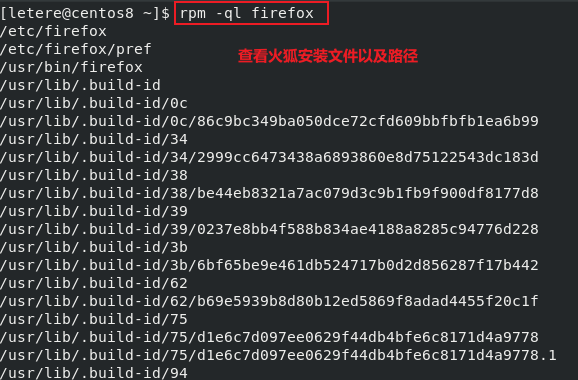 [letere@centos8 ~]$ rpm -ql firefox
/etc/firefox
/etc/firefox/pref
/usr/bin/firefox
查看火狐安装文件以及路径
/usr/lib/.build-id
/usr/lib/.build-id/0c
/usr/lib/.build-id/0c/86c9bc349ba050dce72cfd609bbfbfb1ea6b99
/usr/lib/.build-id/34
/usr/lib/.build-id/34/2999cc6473438a6893860e8d75122543dc183d
/usr/lib/.build-id/38
/usr/lib/.build-id/38/be44eb8321a7ac079d3c9b1fb9f900df8177d8
/usr/lib/.build-id/39
/usr/lib/.build-id/39/0237e8bb4f588b834ae4188a8285c94776d228
/usr/lib/.build-id/3b
/usr/lib/.build-id/3b/6bf65be9e461db524717b0d2d856287f17b442
/usr/lib/.build-id/62
/usr/lib/.build-id/62/b69e5939b8d80b12ed5869f8adad4455f20c1f
/usr/lib/.build-id/75
/usr/lib/.build-id/75/d1e6c7d097ee0629f44db4bfe6c8171d4a9778
/usr/lib/.build-id/75/d1e6c7d097ee0629f44db4bfe6c8171d4a9778.1
/usr/lib/.build-id/94